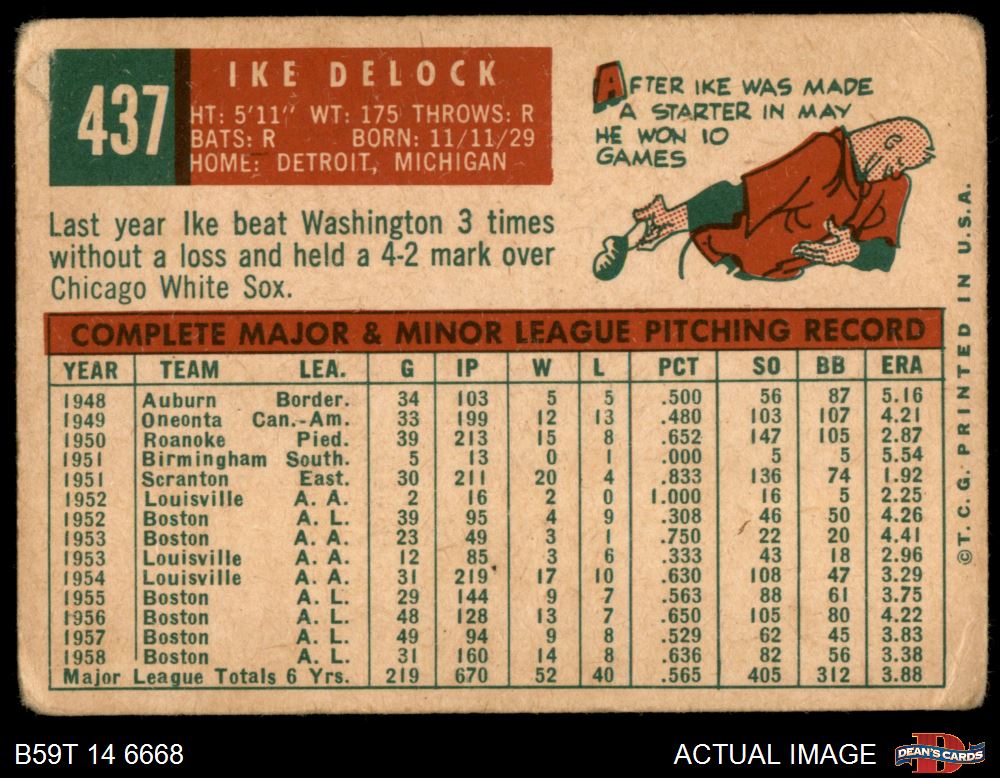 437
IKE DELOCK
HT: 5'11" WT: 175 THROWS: R
BATS: R BORN: 11/11/29
HOME: DETROIT, MICHIGAN
AFTER IKE WAS MADE
A STARTER IN MAY
HE WON 10
GAMES
Last year Ike beat Washington 3 times
without a loss and held a 4-2 mark over
Chicago White Sox.
COMPLETE MAJOR & MINOR LEAGUE PITCHING RECORD
YEAR TEAM LEA. G IP W L PCT SO BB ERA
1948 Auburn Border. 34 103 5 5 .500 56 87 5.16
1949 Oneonta Can.-Am. 33 199 12 13 .480 103 107 4.21
1950 Roanoke Pied. 39 213 15 8 .652 147 105 2.87
1951 Birmingham South. 5 13 0 1 .000 5 5 5.54
1951 Scranton East. 30 211 20 4 .833 136 74 1.92
1952 Louisville A. A. 2 16 2 0 1.000 16 5 2.25
1952 Boston A. L. 39 95 4 9 .308 46 50 4.26
1953 Boston A. L. 23 49 3 1 .750 22 20 4.41
1953 Louisville A. A. 12 85 3 6 .333 43 18 2.96
1954 Louisville A. A. 31 219 17 10 .630 108 47 3.29
1955 Boston A. L. 29 144 9 7 .563 88 61 3.75
1956 Boston A. L. 48 128 13 7 .650 105 80 4.22
1957 Boston A. L. 49 94 9 8 .529 62 45 3.83
1958 Boston A. L. 31 160 14 8 .636 82 56 3.38
Major League Totals 6 Yrs. 219 670 52 40 .565 405 312 3.88
©T.C.G. PRINTED IN U.S.A.
B59T 14 6668
ACTUAL IMAGE
D
DEAN'S CARDS